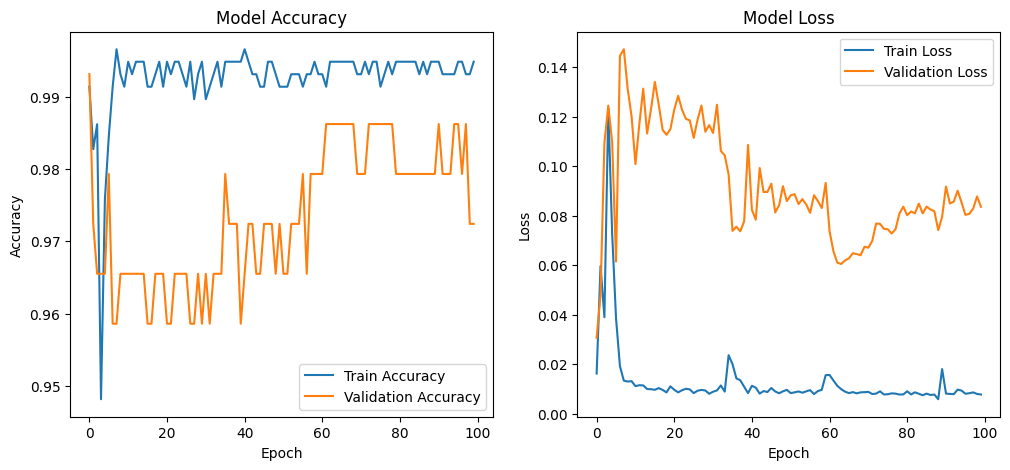 Model Accuracy
Accuracy
0.99
0.98
0.97
0.96
0.95
0 20 40 60 80 100
Epoch
Train Accuracy
Validation Accuracy
Model Loss
Loss
0.14
0.12
0.10
0.08
0.06
0.04
0.02
0.00
0 20 40 60 80 100
Epoch
Train Loss
Validation Loss